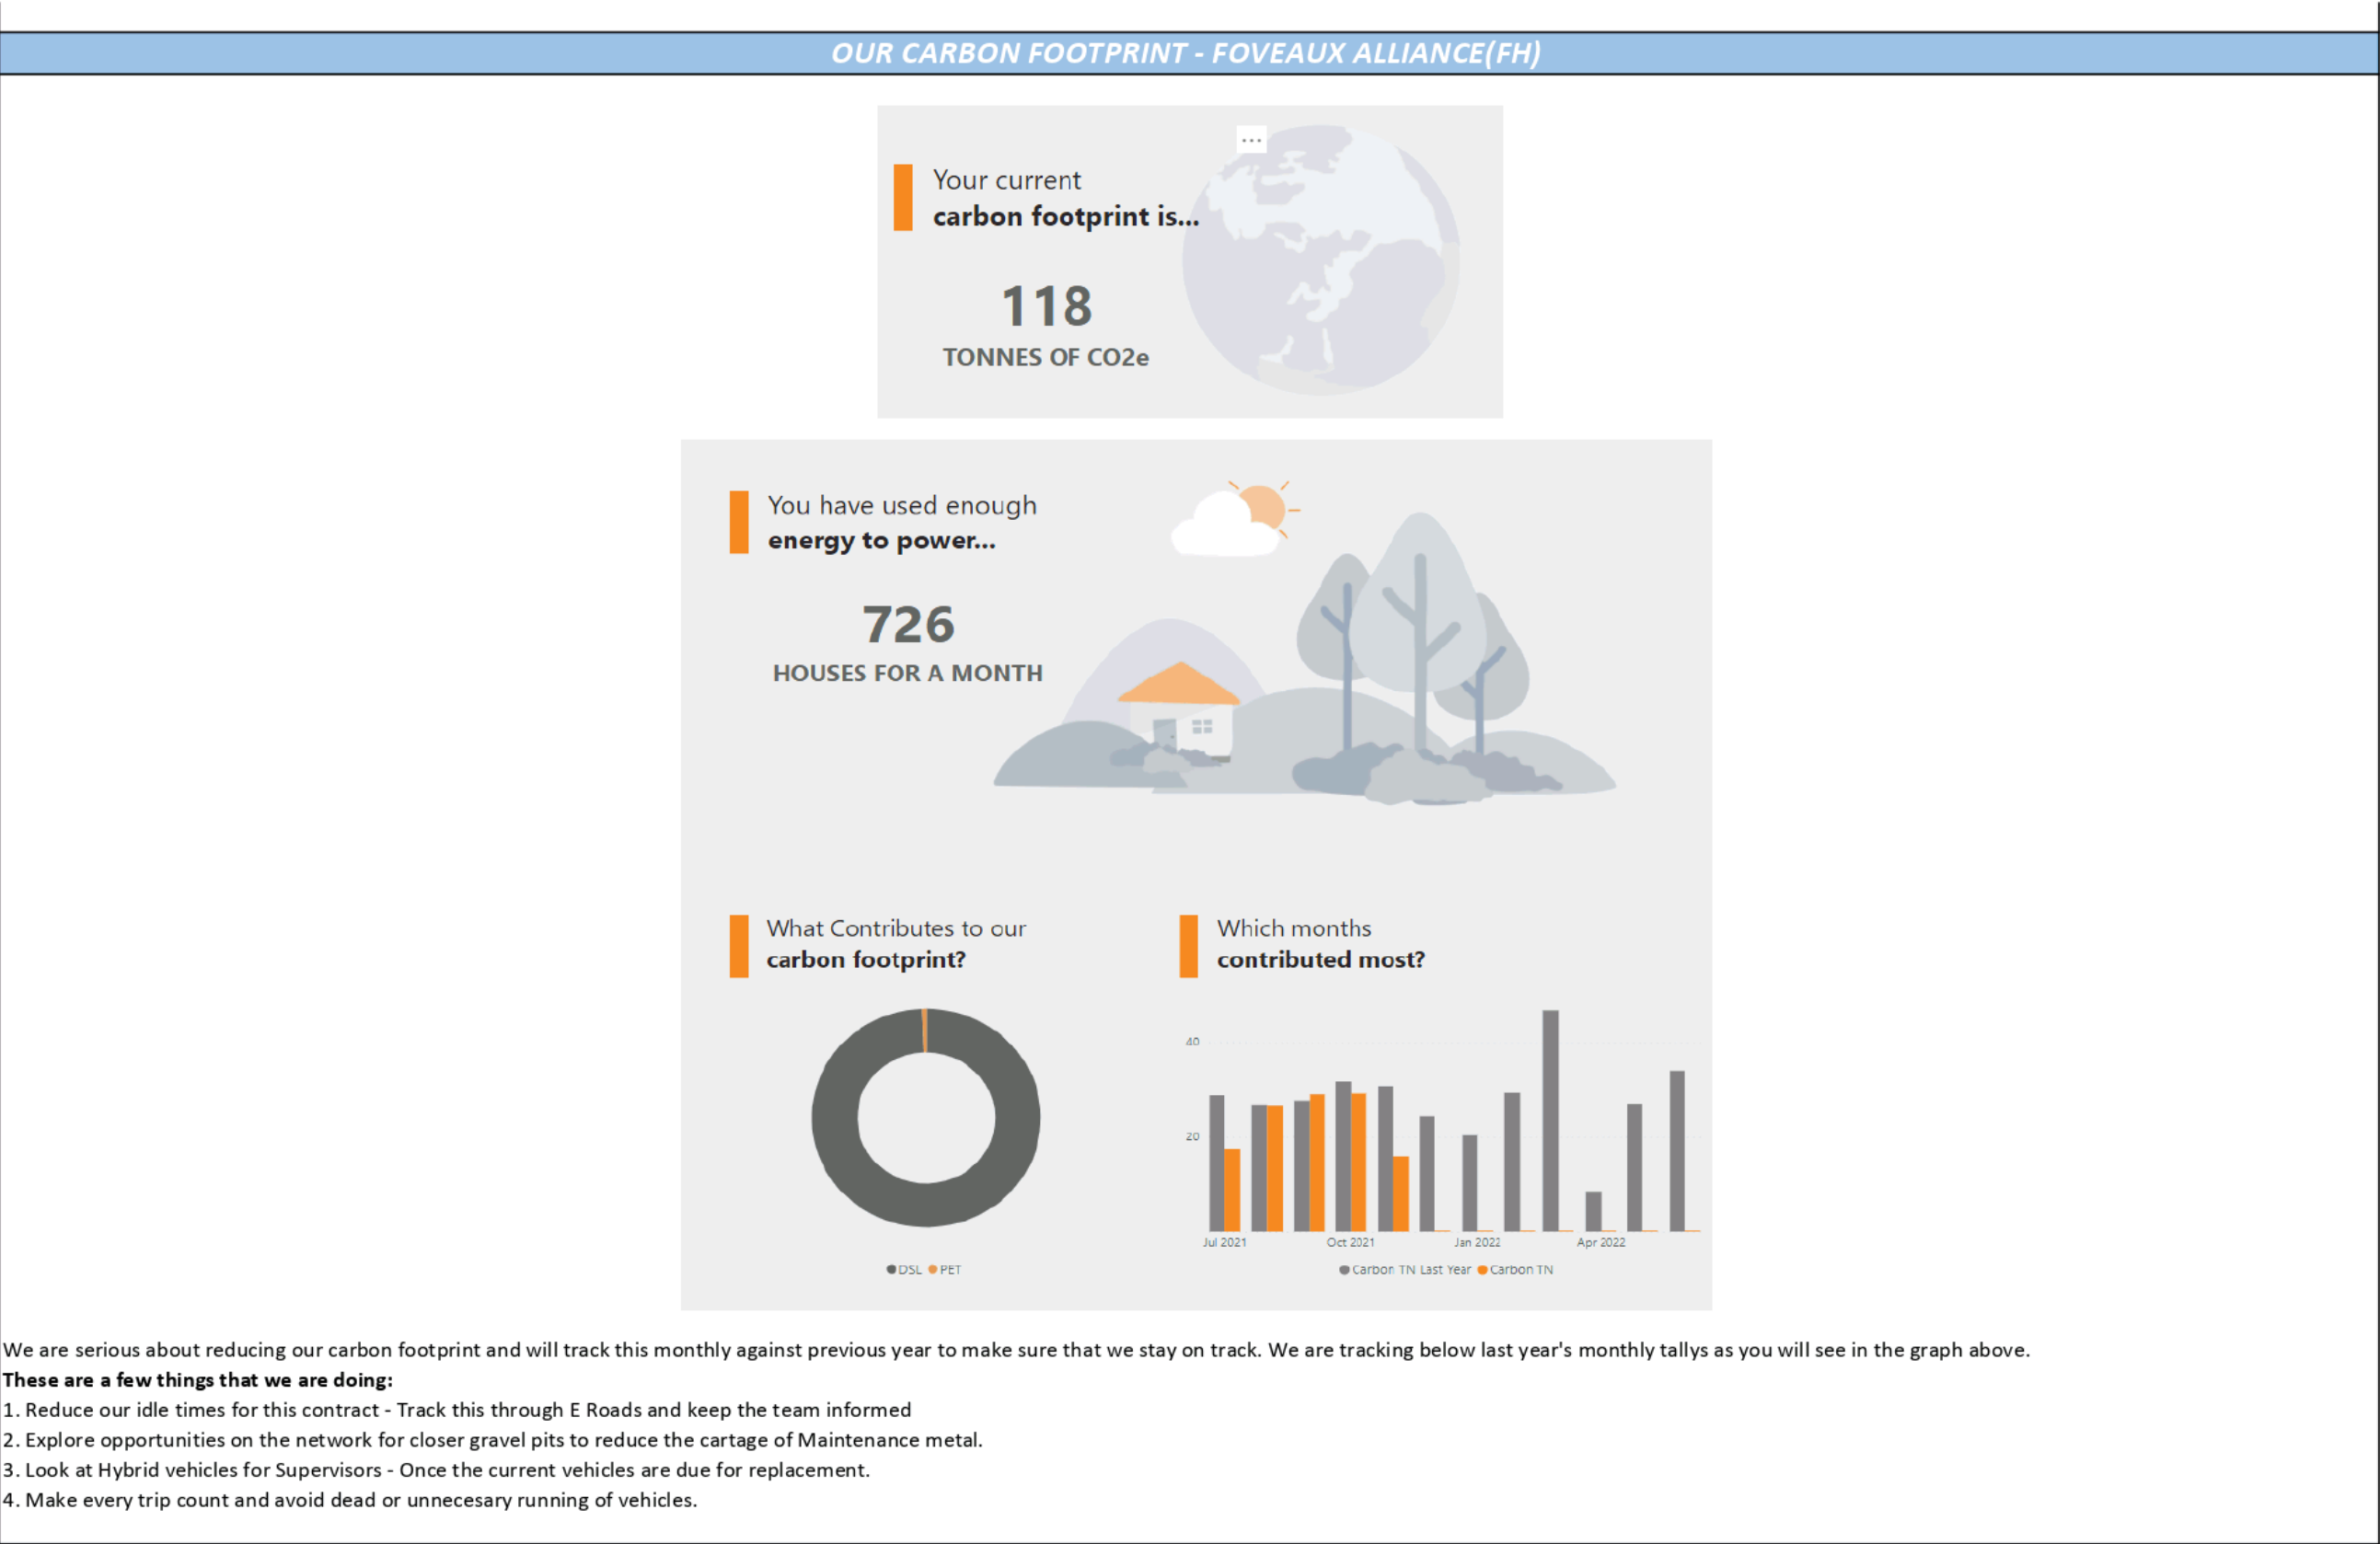 OUR CARBON FOOTPRINT - FOVEAUX ALLIANCE(FH)
...
Your current
carbon footprint is...
118
TONNES OF CO2e
You have used enough
energy to power...
726
HOUSES FOR A MONTH
What Contributes to our
carbon footprint?
DSL PET
Which months
contributed most?
40
20
Jul 2021 Oct 2021 Jan 2022 Apr 2022
Carbon TN Last Year Carbon TN
We are serious about reducing our carbon footprint and will track this monthly against previous year to make sure that we stay on track. We are tracking below last year's monthly tallys as you will see in the graph above.
These are a few things that we are doing:
1. Reduce our idle times for this contract - Track this through E Roads and keep the team informed
2. Explore opportunities on the network for closer gravel pits to reduce the cartage of Maintenance metal.
3. Look at Hybrid vehicles for Supervisors - Once the current vehicles are due for replacement.
4. Make every trip count and avoid dead or unnecesary running of vehicles.